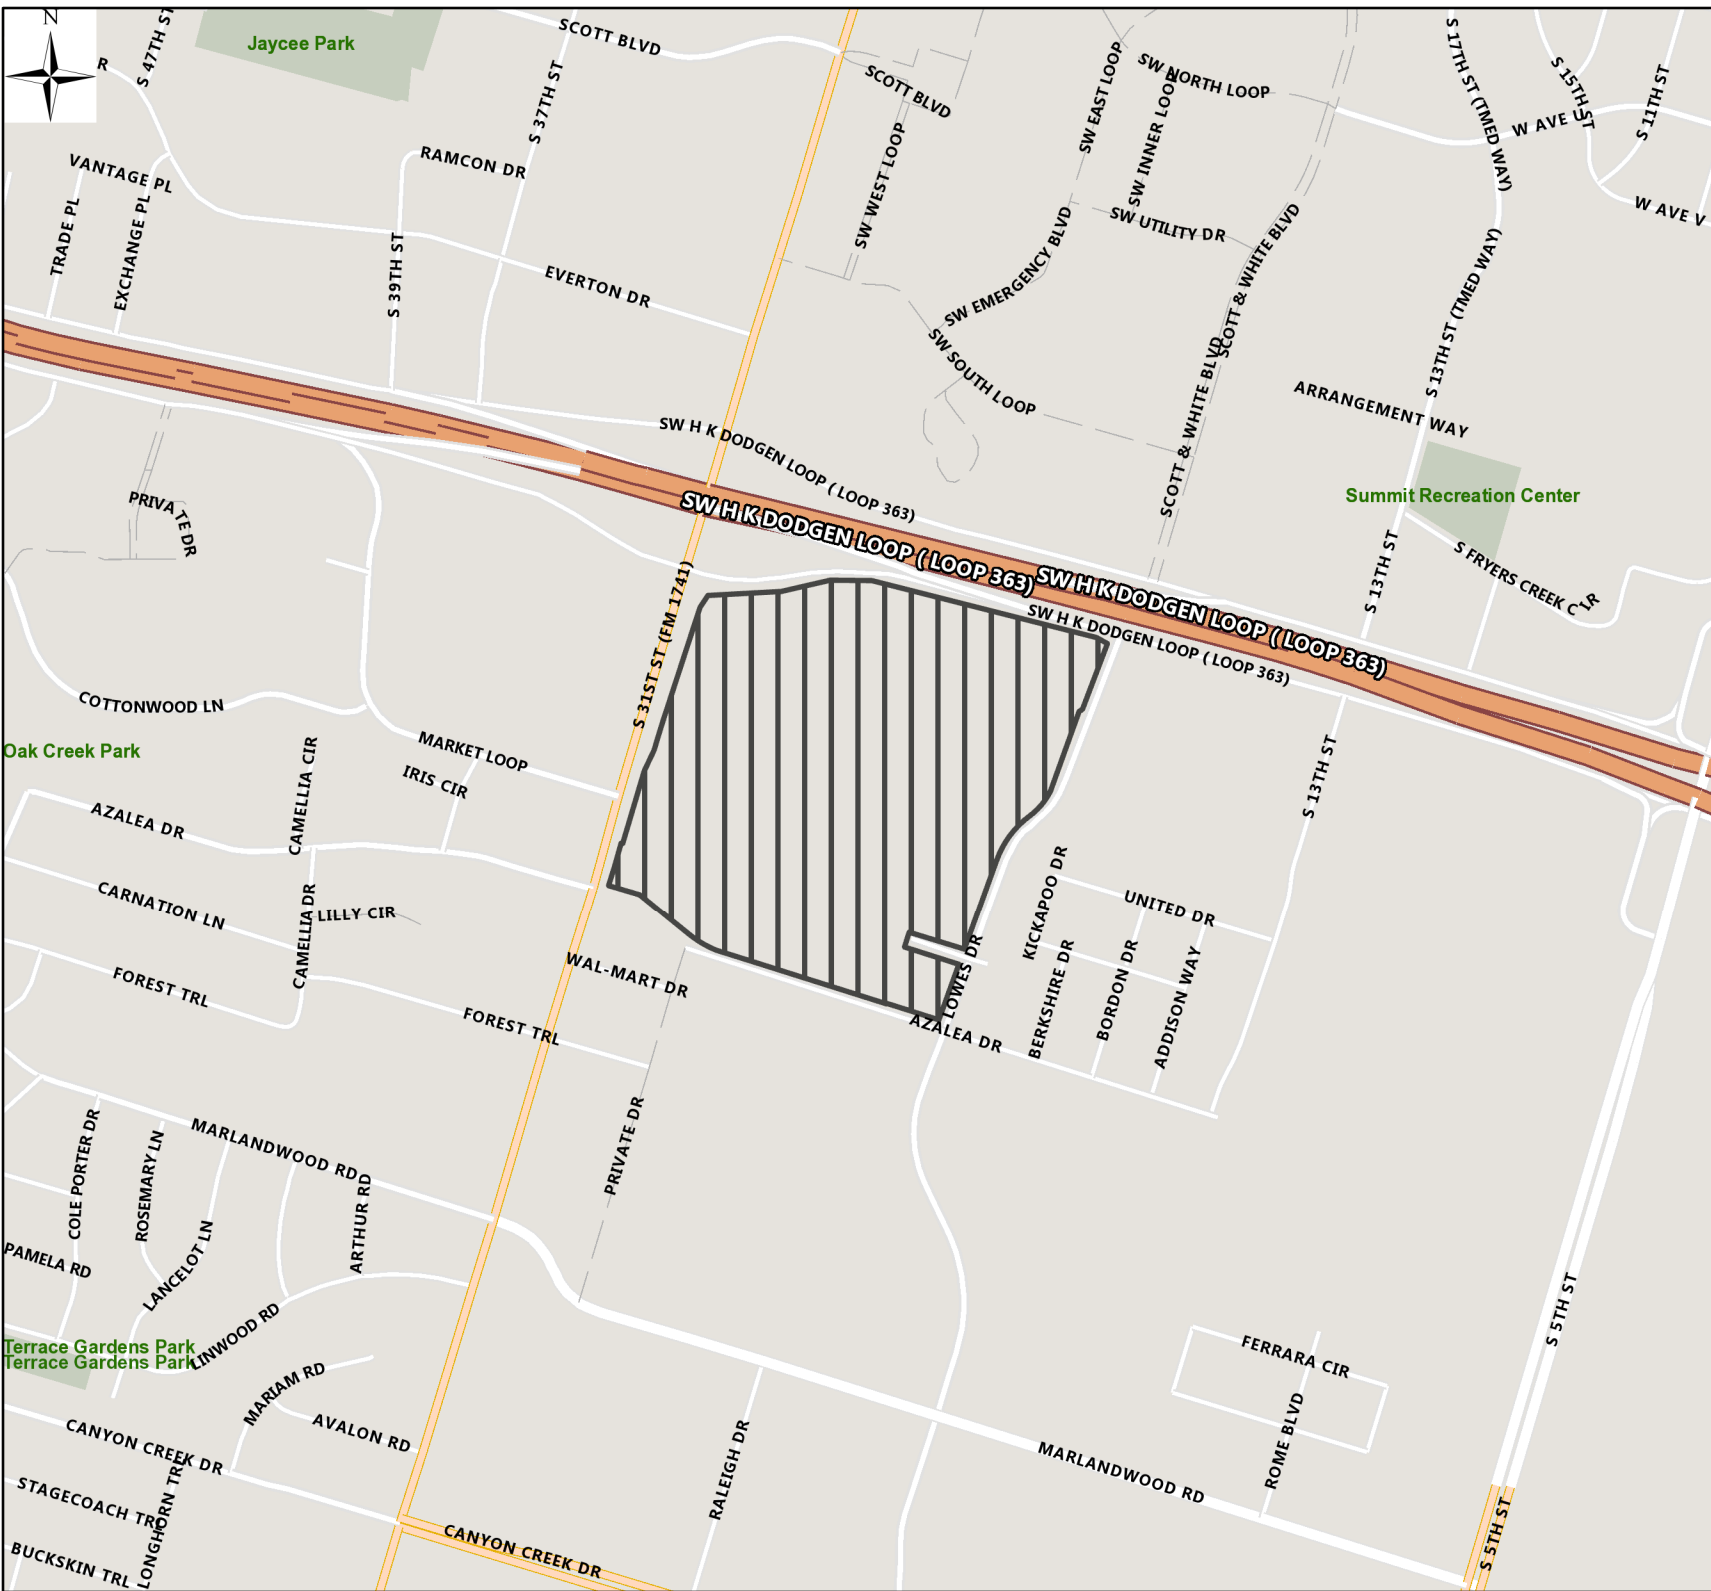 N
Jaycee Park
SCOTT BLVD
S 47TH ST
R
S 37TH ST
SCOTT BLVD
SW EAST LOOP
SW NORTH LOOP
SW INNER LOOP
S 17TH ST (TMED WAY)
S 15TH ST
S 11TH ST
W AVE U
VANTAGE PL
RAMCON DR
SW WEST LOOP
W AVE V
TRADE PL
EXCHANGE PL
S 39TH ST
EVERTON DR
SW EMERGENCY BLVD
SW UTILITY DR
SCOTT & WHITE BLVD
S 13TH ST (TMED WAY)
SW SOUTH LOOP
SCOTT & WHITE BLVD
ARRANGEMENT WAY
SW H K DODGEN LOOP ( LOOP 363)
Summit Recreation Center
PRIVATE DR
SW H K DODGEN LOOP ( LOOP 363)
SW H K DODGEN LOOP ( LOOP 363)
S 13TH ST
S FRYERS CREEK CIR
SW H K DODGEN LOOP ( LOOP 363)
S 31ST ST (FM 1741)
COTTONWOOD LN
Oak Creek Park
MARKET LOOP
IRIS CIR
CAMELLIA CIR
AZALEA DR
S 13TH ST
CARNATION LN
CAMELLIA DR
LILLY CIR
KICKAPOO DR
UNITED DR
FOREST TRL
WAL-MART DR
LOWES DR
BERKSHIRE DR
BORDON DR
ADDISON WAY
FOREST TRL
AZALEA DR
MARLANDWOOD RD
COLE PORTER DR
ROSEMARY LN
PRIVATE DR
ARTHUR RD
LANCELOT LN
PAMELA RD
LINWOOD RD
S 5TH ST
Terrace Gardens Park
Terrace Gardens Park
FERRARA CIR
MARIAM RD
AVALON RD
ROME BLVD
CANYON CREEK DR
RALEIGH DR
MARLANDWOOD RD
STAGECOACH TRL
LONGHORN TRL
S 5TH ST
CANYON CREEK DR
BUCKSKIN TRL